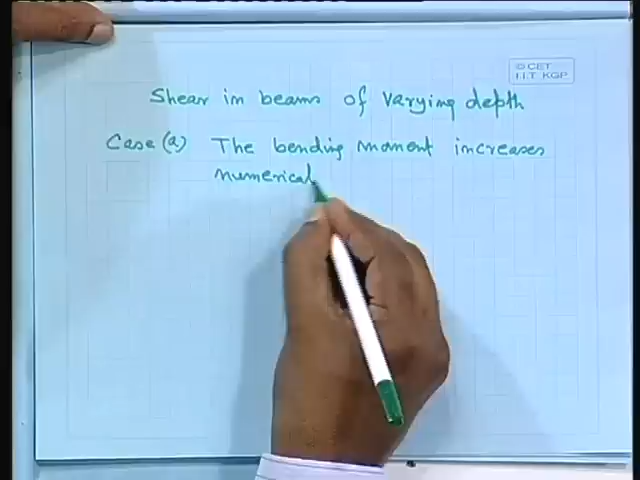 © CET
I.I.T. KGP
Shear in beams of varying depth
Case (a) The bending moment increases
numerical